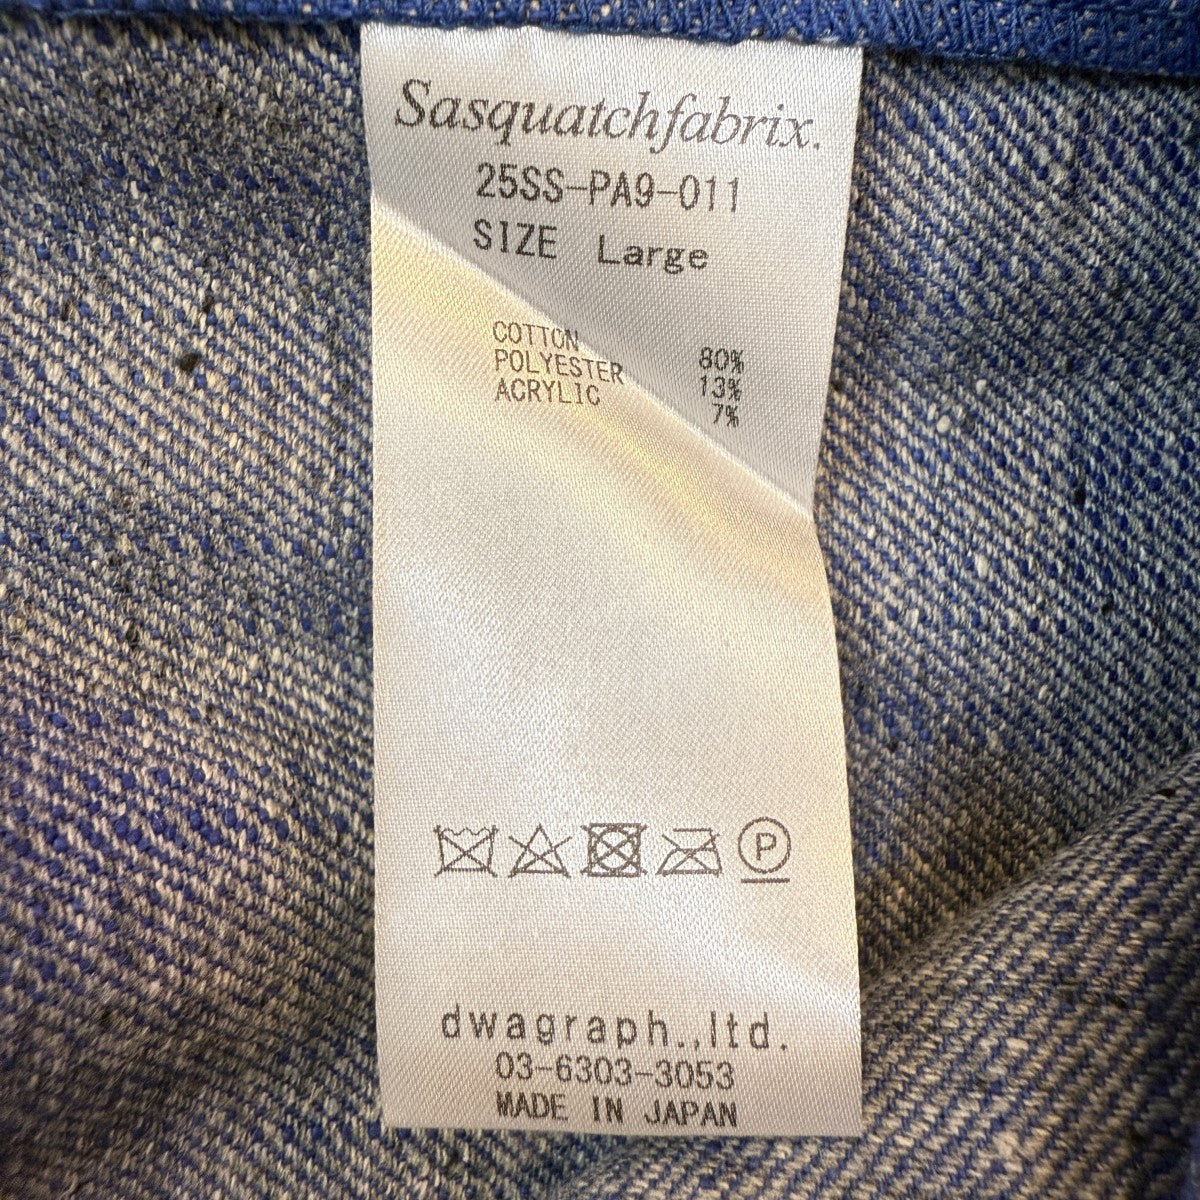 Sasquatchfabrix.
25SS-PA9-011
SIZE Large
COTTON 80%
POLYESTER 13%
ACRYLIC 7%
P
dwagraph.,ltd.
03-6303-3053
MADE IN JAPAN